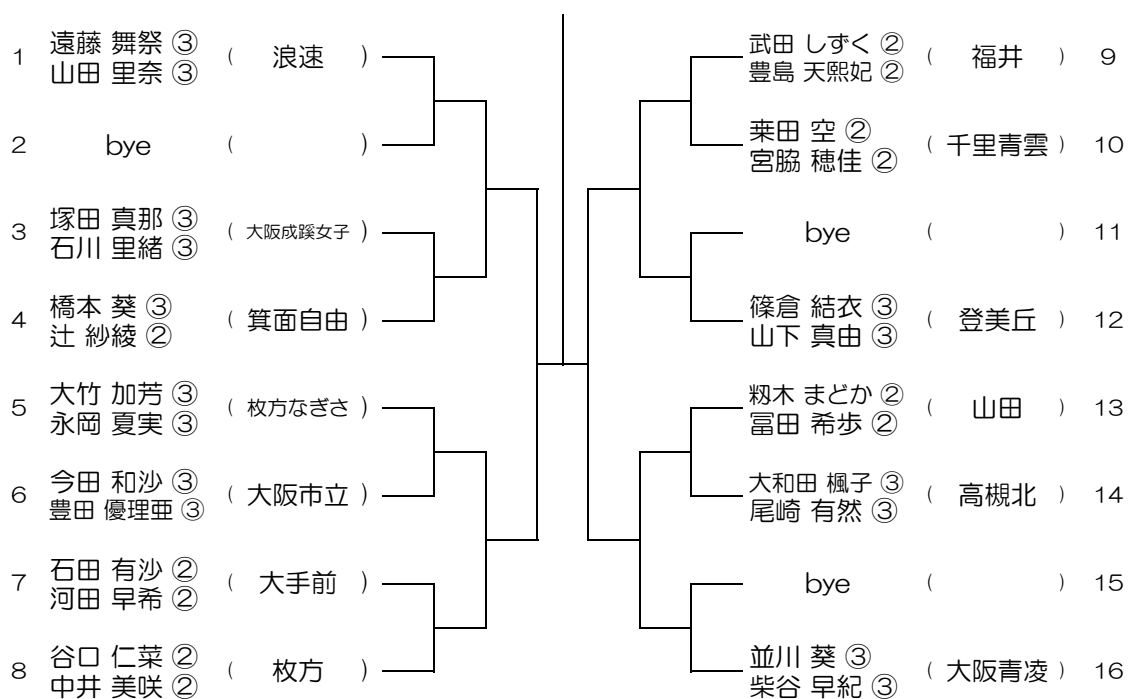 1 遠藤 舞祭 ③ ( 浪速 )
山田 里奈 ③
2 bye ( )
3 塚田 真那 ③ ( 大阪成蹊女子 )
石川 里緒 ③
4 橋本 葵 ③ ( 箕面自由 )
辻 紗綾 ②
5 大竹 加芳 ③ ( 枚方なぎさ )
永岡 夏実 ③
6 今田 和沙 ③ ( 大阪市立 )
豊田 優理亜 ③
7 石田 有沙 ② ( 大手前 )
河田 早希 ②
8 谷口 仁菜 ② ( 枚方 )
中井 美咲 ②
武田 しずく ② ( 福井 ) 9
豊島 天熙妃 ②
桒田 空 ② ( 千里青雲 ) 10
宮脇 穂佳 ②
bye ( ) 11
篠倉 結衣 ③ ( 登美丘 ) 12
山下 真由 ③
籾木 まどか ② ( 山田 ) 13
冨田 希歩 ②
大和田 楓子 ③ ( 高槻北 ) 14
尾崎 有然 ③
bye ( ) 15
並川 葵 ③ ( 大阪青凌 ) 16
柴谷 早紀 ③